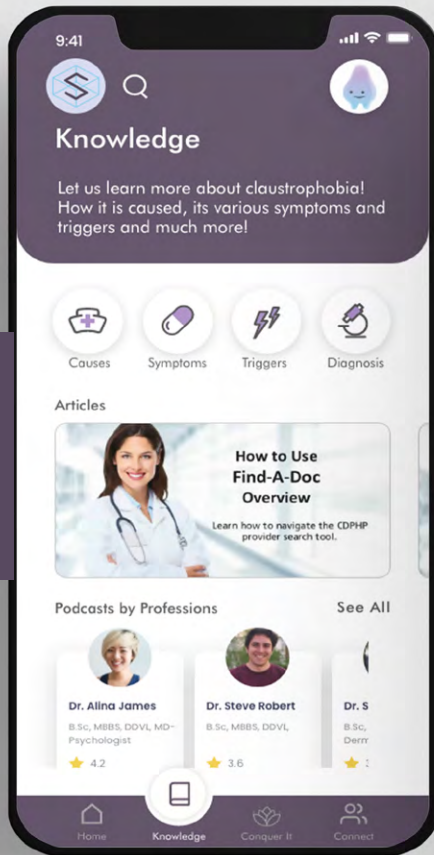 9:41
Knowledge
Let us learn more about claustrophobia!
How it is caused, its various symptoms and
triggers and much more!
Causes Symptoms Triggers Diagnosis
Articles
How to Use
Find-A-Doc
Overview
Learn how to navigate the CDPHP
provider search tool.
Podcasts by Professions See All
Dr. Alina James Dr. Steve Robert Dr. S
B.Sc, MBBS, DDVL, MD- B.Sc, MBBS, DDVL, B.Sc,
Psychologist Derm
4.2 3.6
Home Knowledge Conquer It Connect